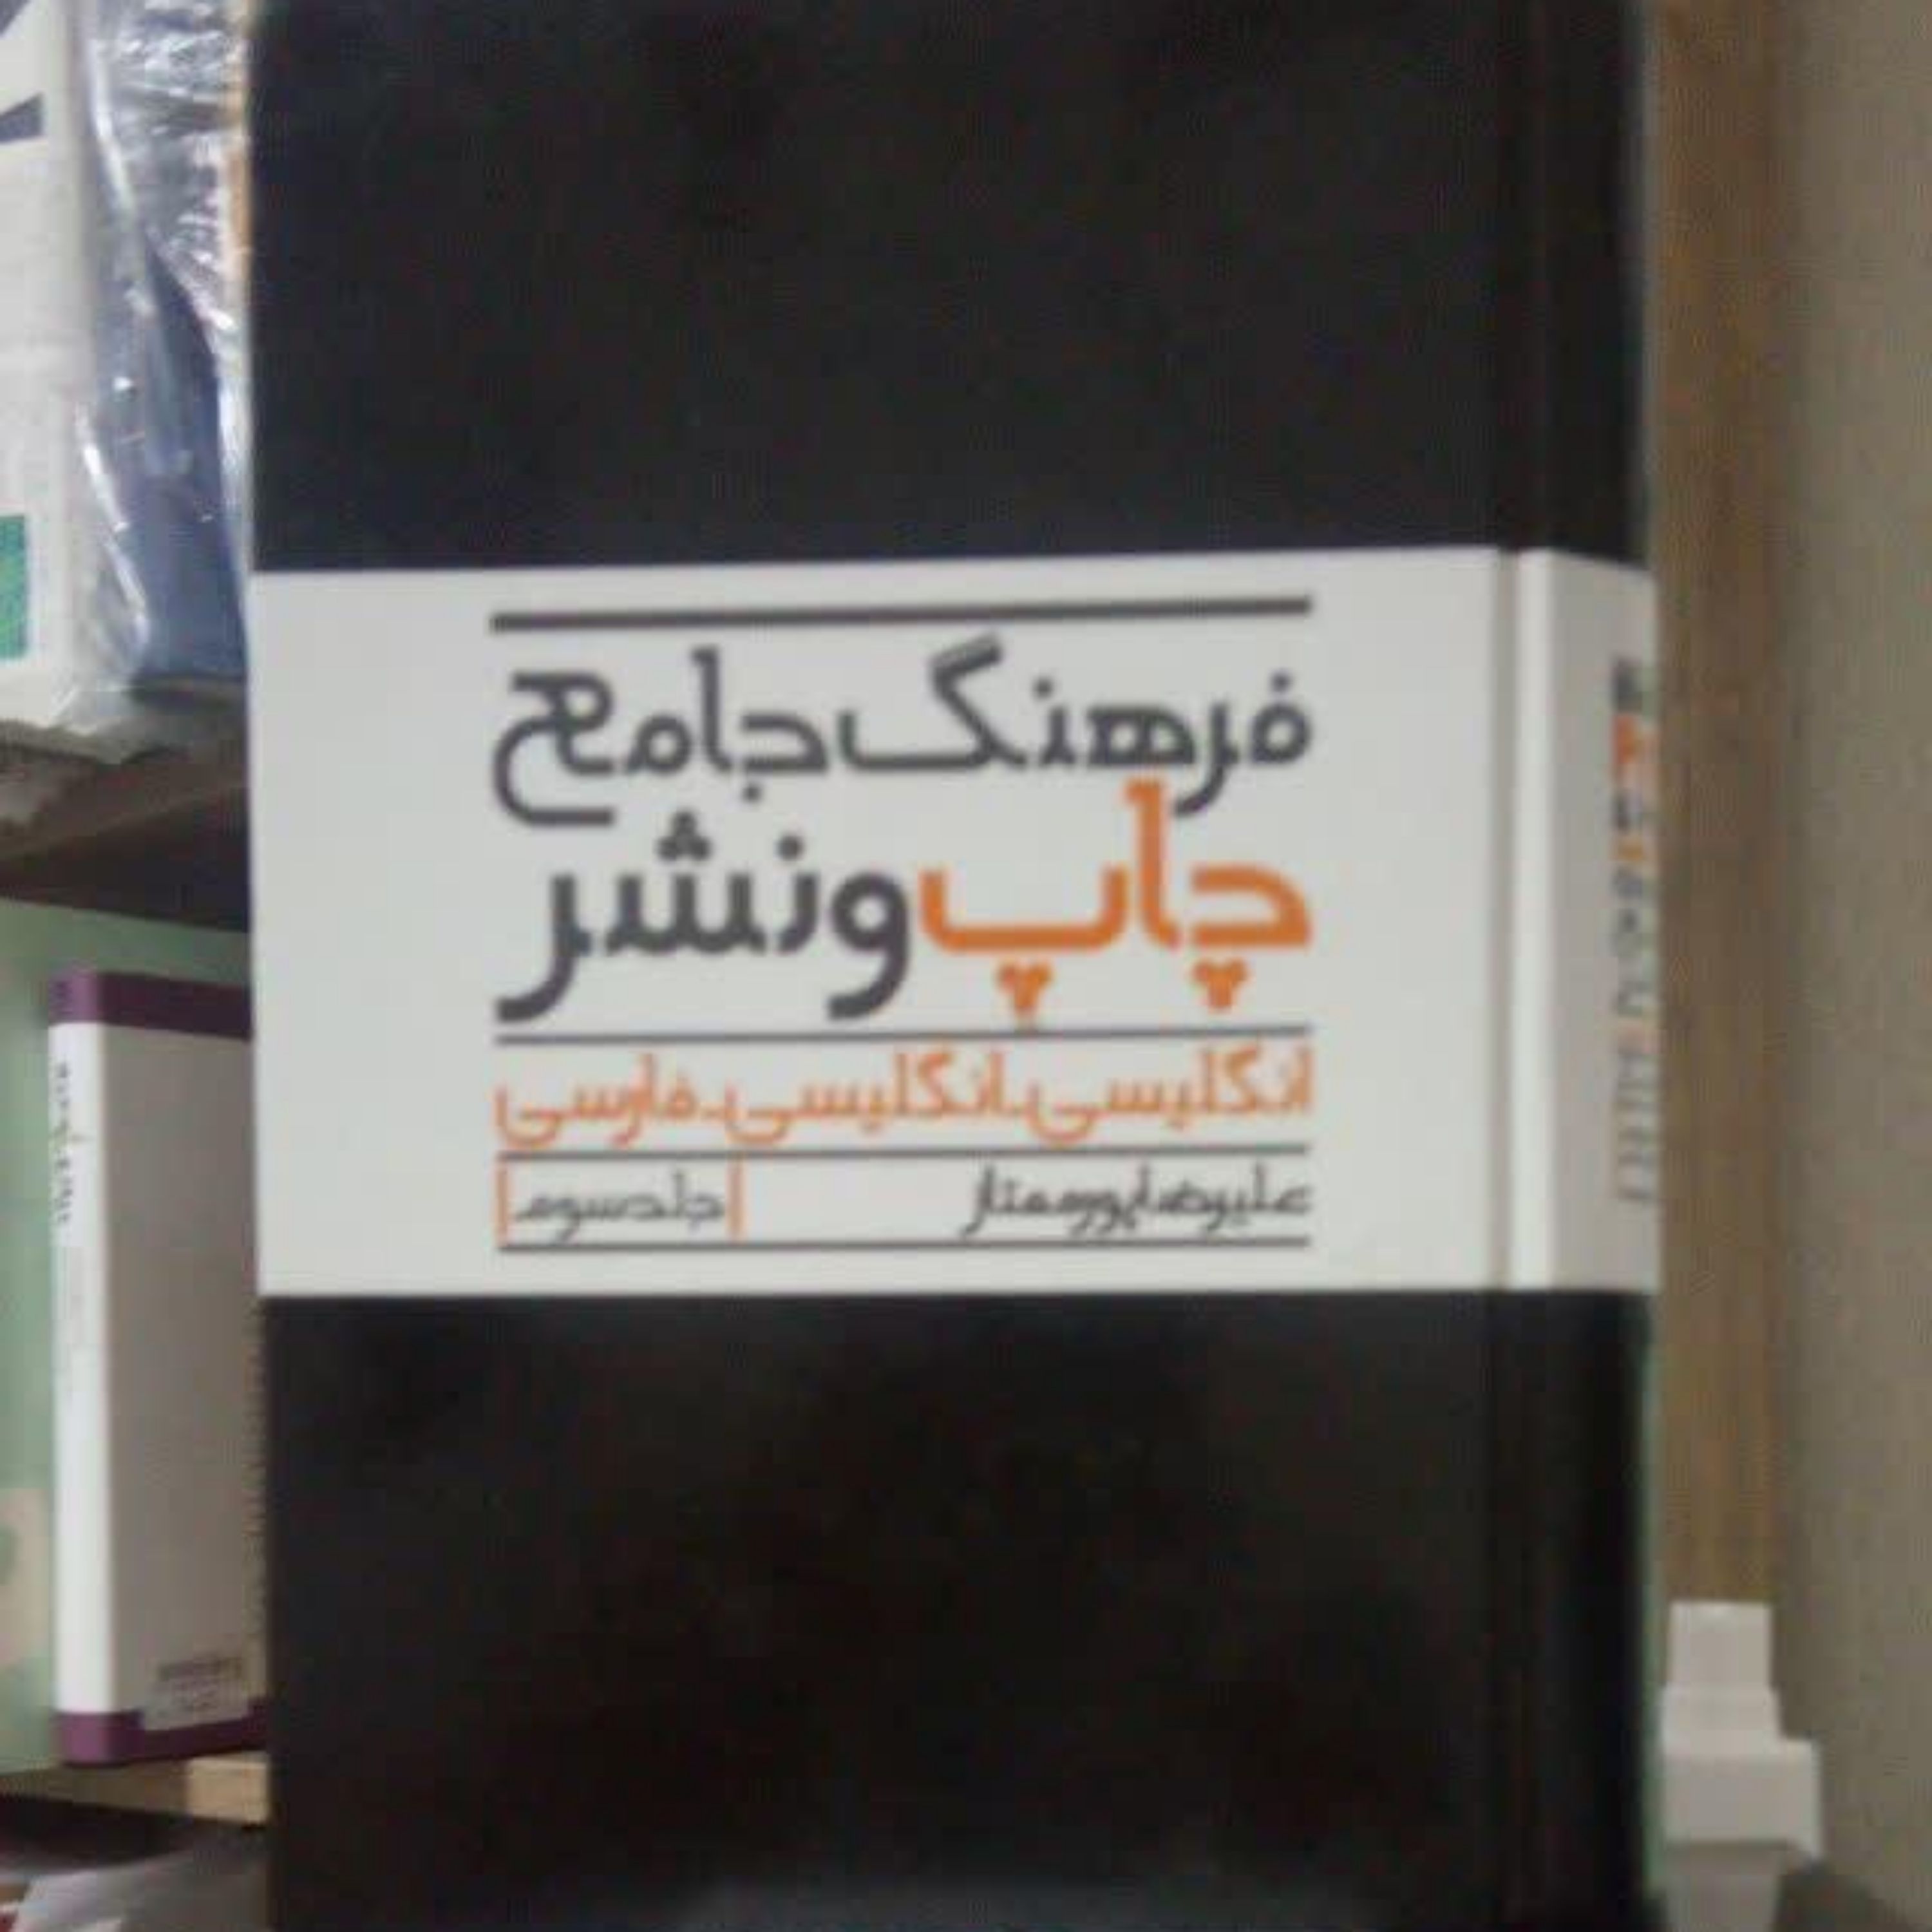 فرهنگ جامع
چاپ و نشر
انگلیسی-انگلیسی-فارسی
علیرضا پورممتاز
جلد سوم